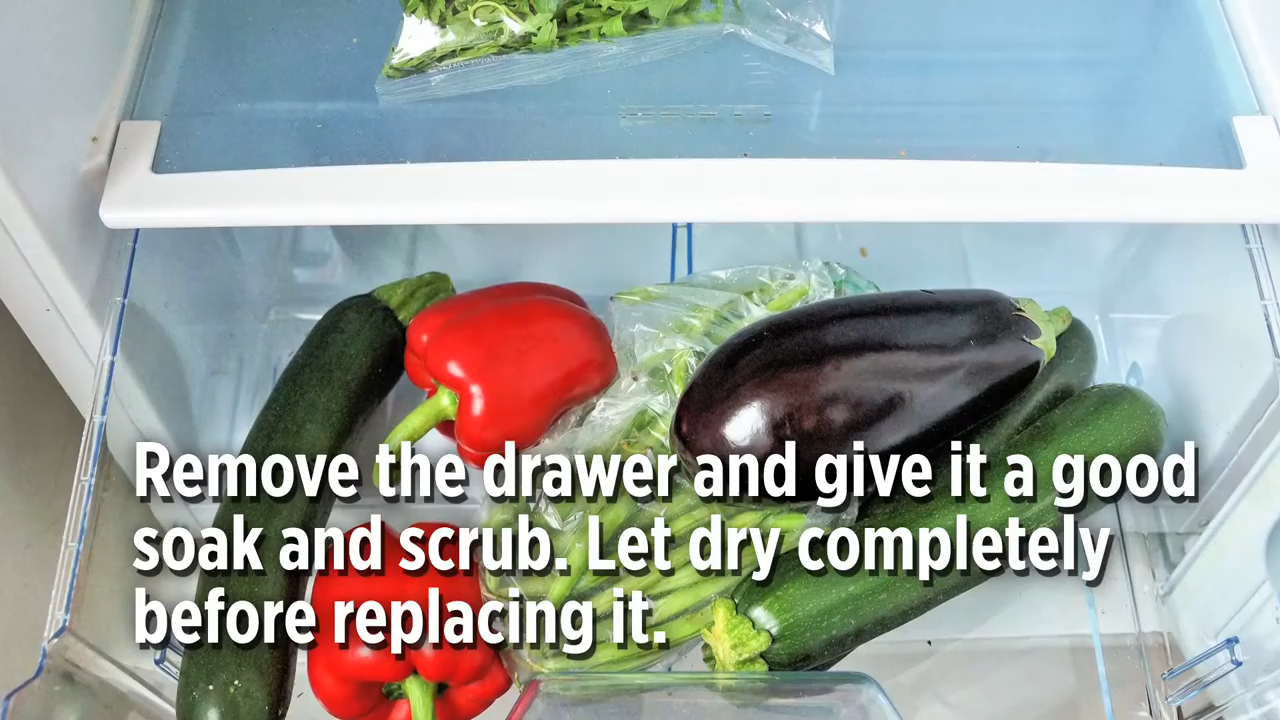 Remove the drawer and give it a good
soak and scrub. Let dry completely
before replacing it.